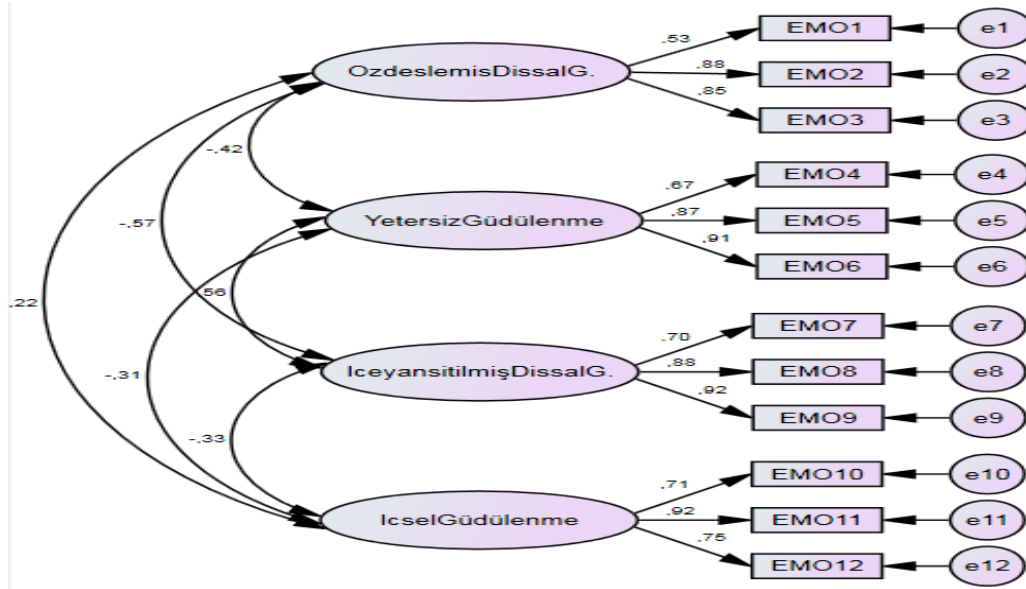 .53 EMO1 e1
OzdeslemisDissalG. .88 EMO2 e2
.85 EMO3 e3
-.42
.67 EMO4 e4
YetersizGüdülenme .87 EMO5 e5
-.57
.91 EMO6 e6
.22 .56
.70 EMO7 e7
IceyansitilmişDissalG. .88 EMO8 e8
-.31
.92 EMO9 e9
-.33
.71 EMO10 e10
IcselGüdülenme .92 EMO11 e11
.75 EMO12 e12